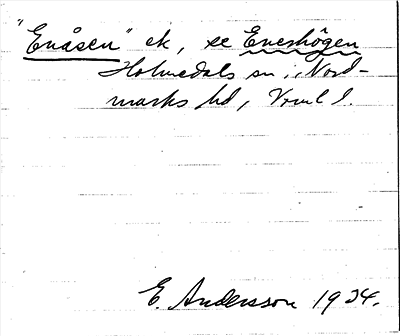 "Enåsen" ek, se Eneshögen
Holmedals sn, Nord-
marks hd, Vrml l.
E. Andersson 1934.